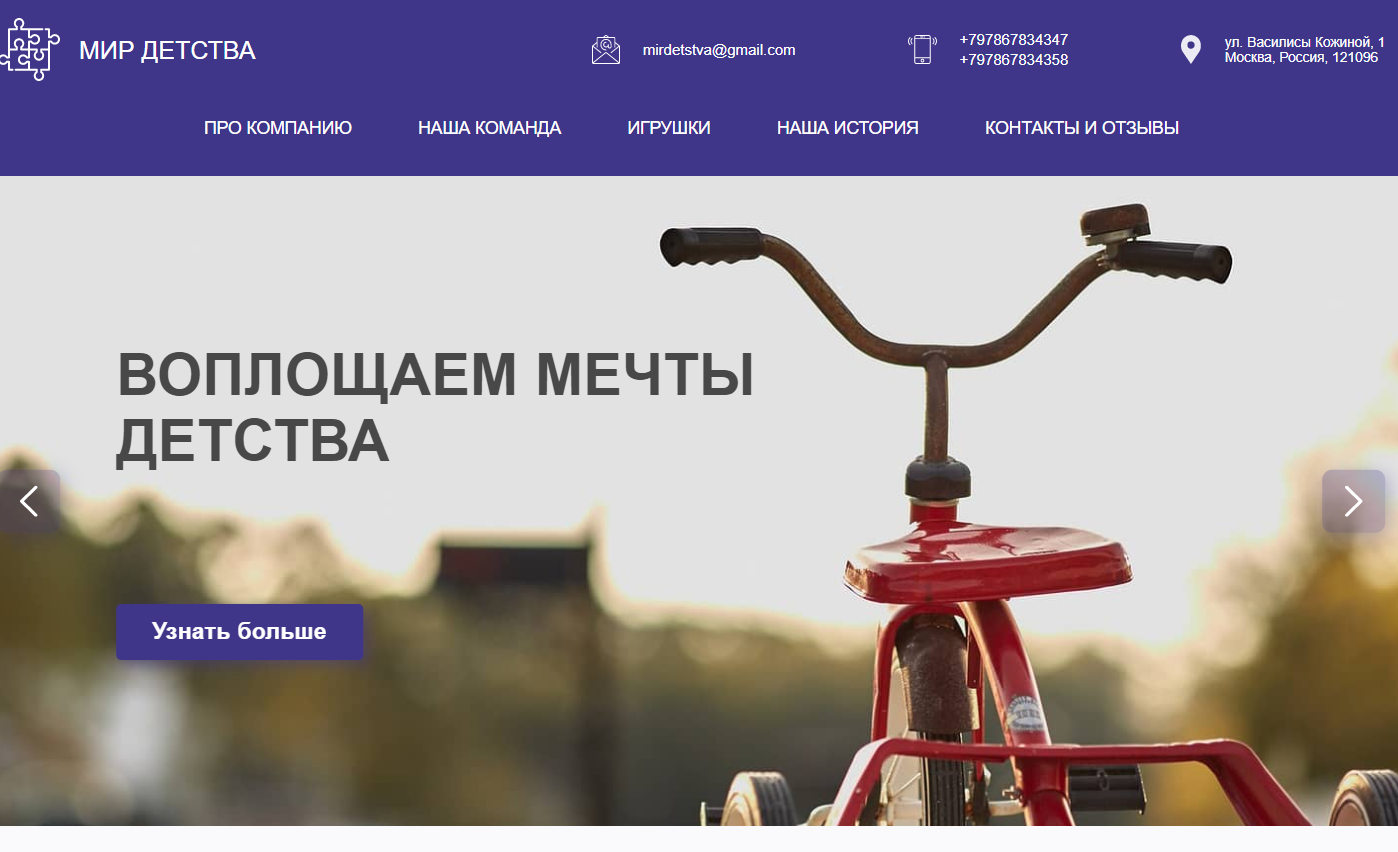 МИР ДЕТСТВА
mirdetstva@gmail.com
+797867834347
+797867834358
ул. Василисы Кожиной, 1
Москва, Россия, 121096
ПРО КОМПАНИЮ
НАША КОМАНДА
ИГРУШКИ
НАША ИСТОРИЯ
КОНТАКТЫ И ОТЗЫВЫ
ВОПЛОЩАЕМ МЕЧТЫ
ДЕТСТВА
Узнать больше